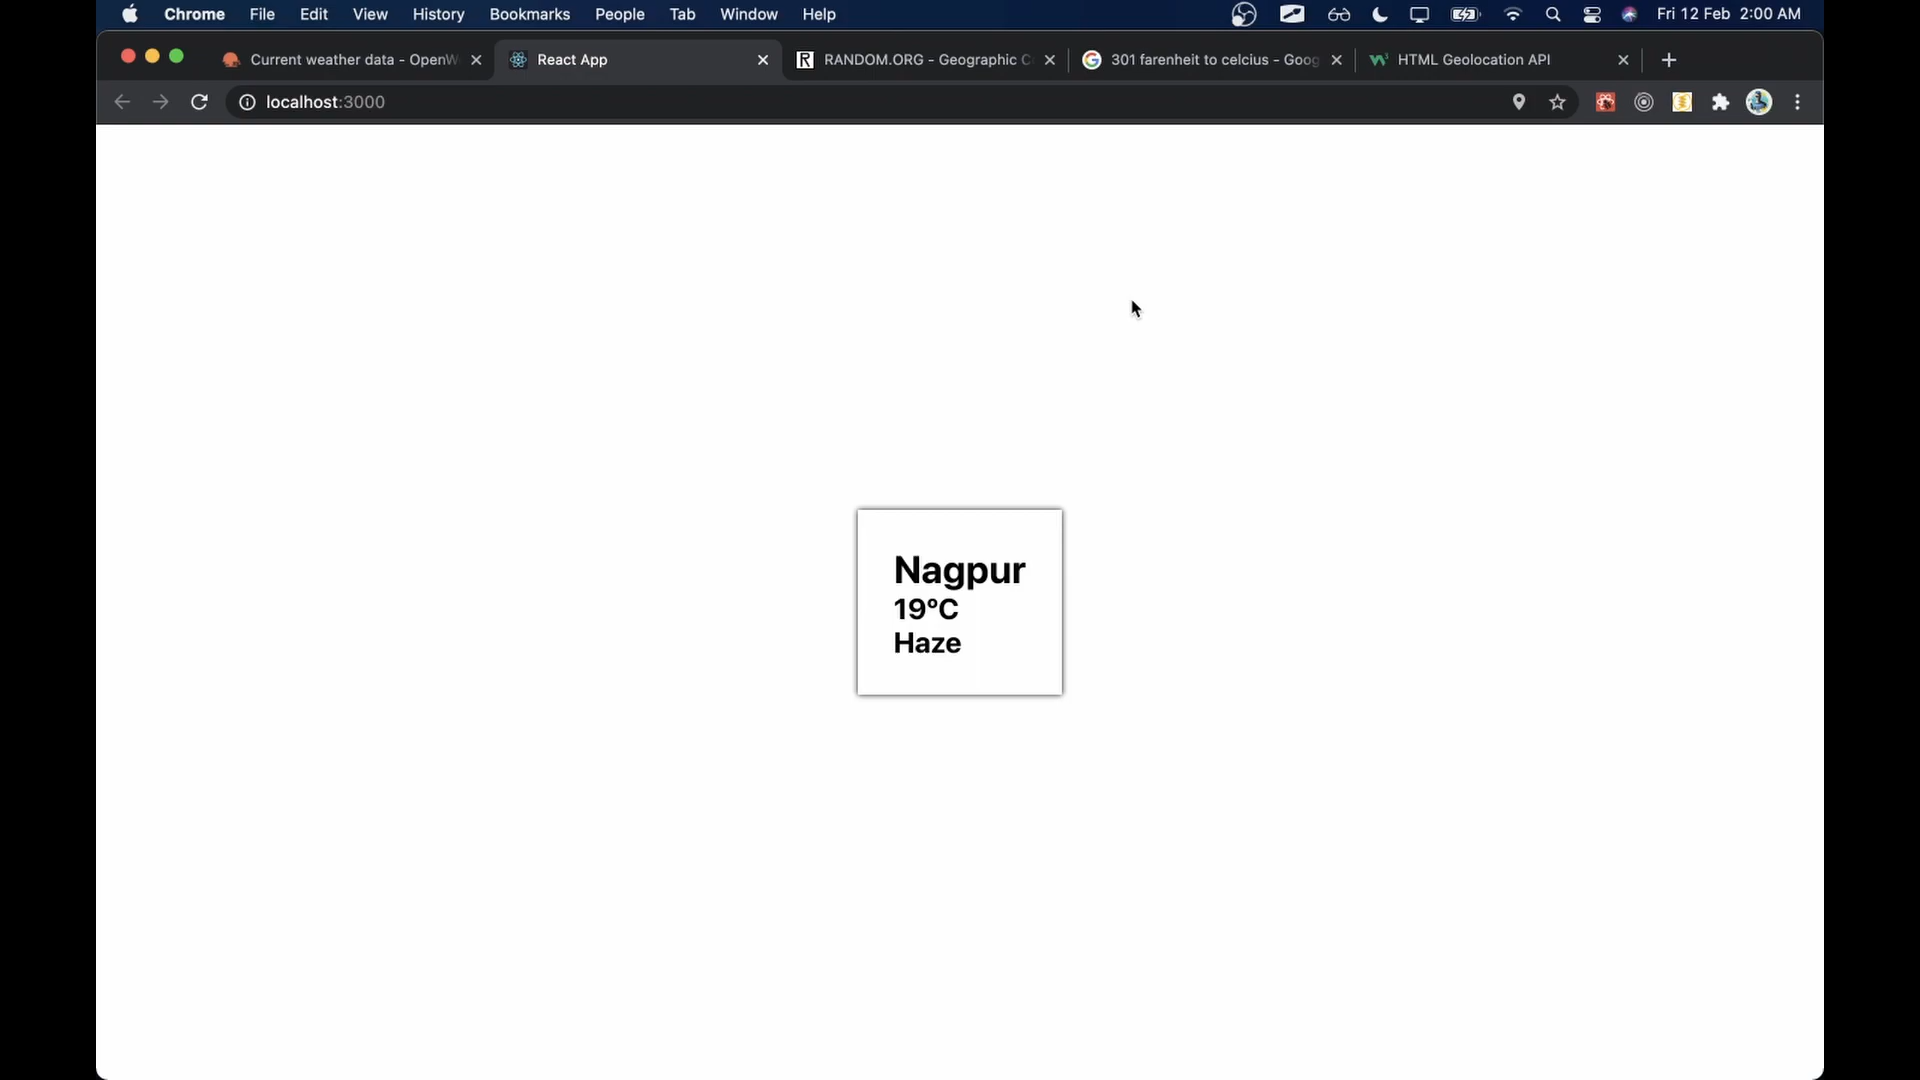 Chrome File Edit View History Bookmarks People Tab Window Help Fri 12 Feb 2:00 AM
Current weather data - OpenW React App RANDOM.ORG - Geographic C 301 farenheit to celcius - Goog HTML Geolocation API
localhost:3000
Nagpur
19°C
Haze